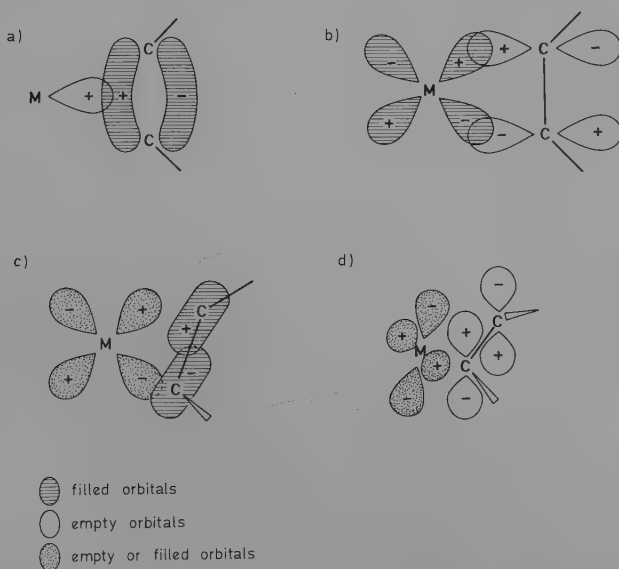 a)
C
M + + -
C
b)
- + + C -
M
+ - - C +
c)
- + C
M +
+ - - C
d)
-
- + C
+ M + +
- C
-
filled orbitals
empty orbitals
empty or filled orbitals